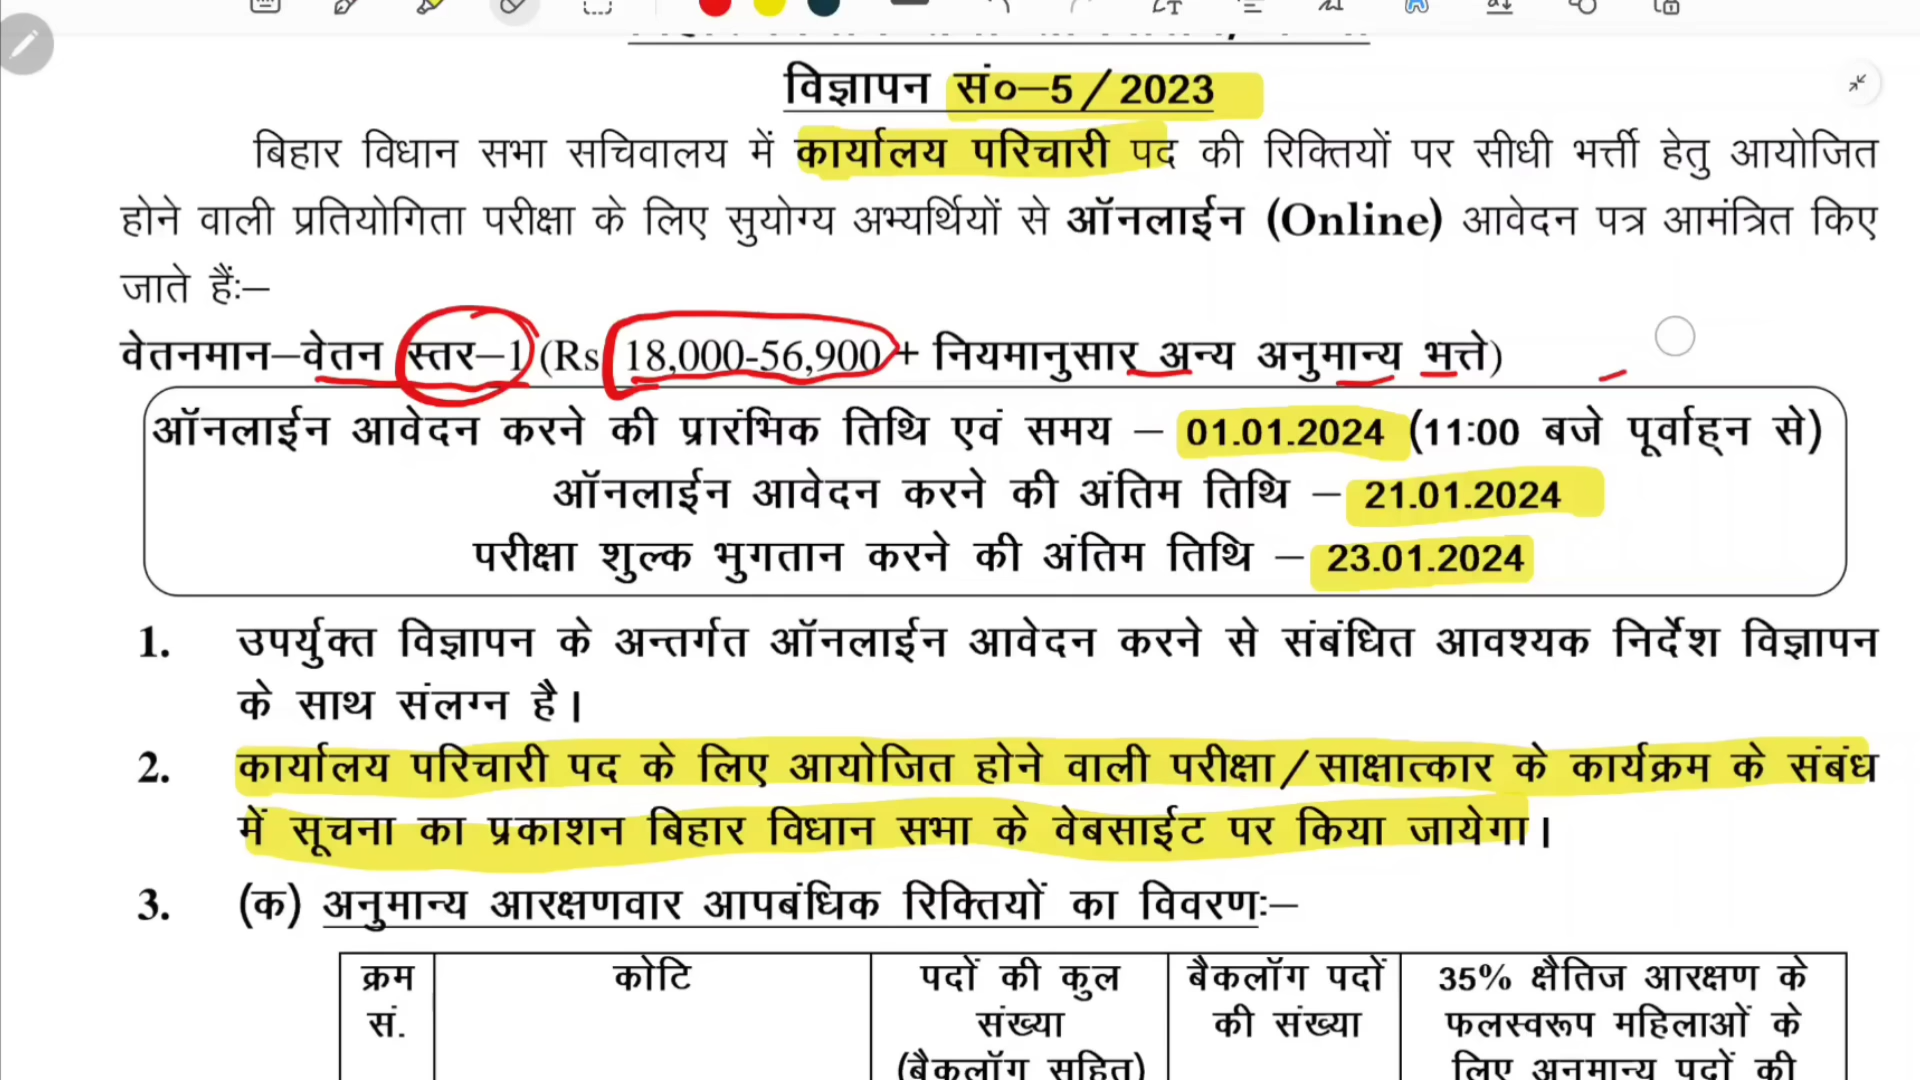 विज्ञापन सं०–5/2023
बिहार विधान सभा सचिवालय में कार्यालय परिचारी पद की रिक्तियों पर सीधी भर्त्ती हेतु आयोजित
होने वाली प्रतियोगिता परीक्षा के लिए सुयोग्य अभ्यर्थियों से ऑनलाईन (Online) आवेदन पत्र आमंत्रित किए
जाते हैंः–
वेतनमान–वेतन स्तर–1 (Rs 18,000-56,900 + नियमानुसार अन्य अनुमान्य भत्ते)
ऑनलाईन आवेदन करने की प्रारंभिक तिथि एवं समय – 01.01.2024 (11:00 बजे पूर्वाह्न से)
ऑनलाईन आवेदन करने की अंतिम तिथि – 21.01.2024
परीक्षा शुल्क भुगतान करने की अंतिम तिथि – 23.01.2024
1. उपर्युक्त विज्ञापन के अन्तर्गत ऑनलाईन आवेदन करने से संबंधित आवश्यक निर्देश विज्ञापन
के साथ संलग्न है।
2. कार्यालय परिचारी पद के लिए आयोजित होने वाली परीक्षा/साक्षात्कार के कार्यक्रम के संबंध
में सूचना का प्रकाशन बिहार विधान सभा के वेबसाईट पर किया जायेगा।
3. (क) अनुमान्य आरक्षणवार आपबंधिक रिक्तियों का विवरणः–
क्रम सं.
कोटि
पदों की कुल
संख्या
(बैकलॉग सहित)
बैकलॉग पदों
की संख्या
35% क्षैतिज आरक्षण के
फलस्वरूप महिलाओं के
लिए अनुमान्य पदों की